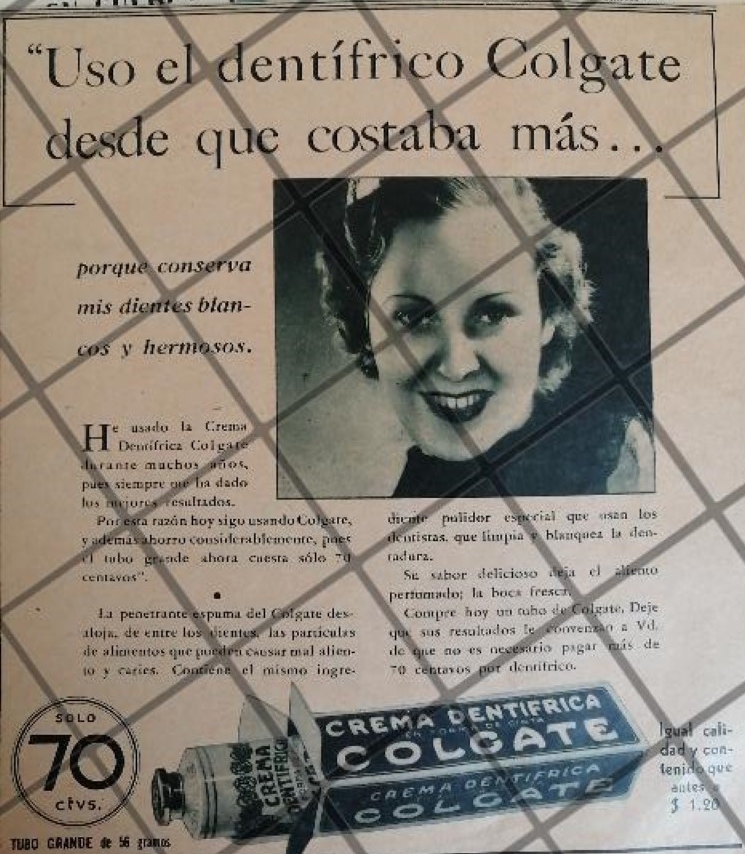 “Uso el dentífrico Colgate
desde que costaba más...
porque conserva
mis dientes blan-
cos y hermosos.
He usado la Crema
Dentífrica Colgate
durante muchos años,
pues siempre me ha dado
los mejores resultados.
Por esta razón hoy sigo usando Colgate,
y además ahorro considerablemente, pues
el tubo grande ahora cuesta sólo 70
centavos”.
La penetrante espuma del Colgate des-
aloja, de entre los dientes, las partículas
de alimentos que pueden causar mal alien-
to y caries. Contiene el mismo ingre-
diente pulidor especial que usan los
dentistas, que limpia y blanquea la den-
tadura.
Su sabor delicioso deja el aliento
perfumado; la boca fresca.
Compre hoy un tubo de Colgate. Deje
que sus resultados le convenzan a Vd.
de que no es necesario pagar más de
70 centavos por dentífrico.
SOLO
70
ctvs.
TUBO GRANDE de 56 gramos
CREMA
DENTIFRICA
CREMA DENTIFRICA
EN FORMA DE CINTA
COLGATE
CREMA DENTIFRICA
COLGATE
Igual cali-
dad y con-
tenido que
antes a
$ 1.20